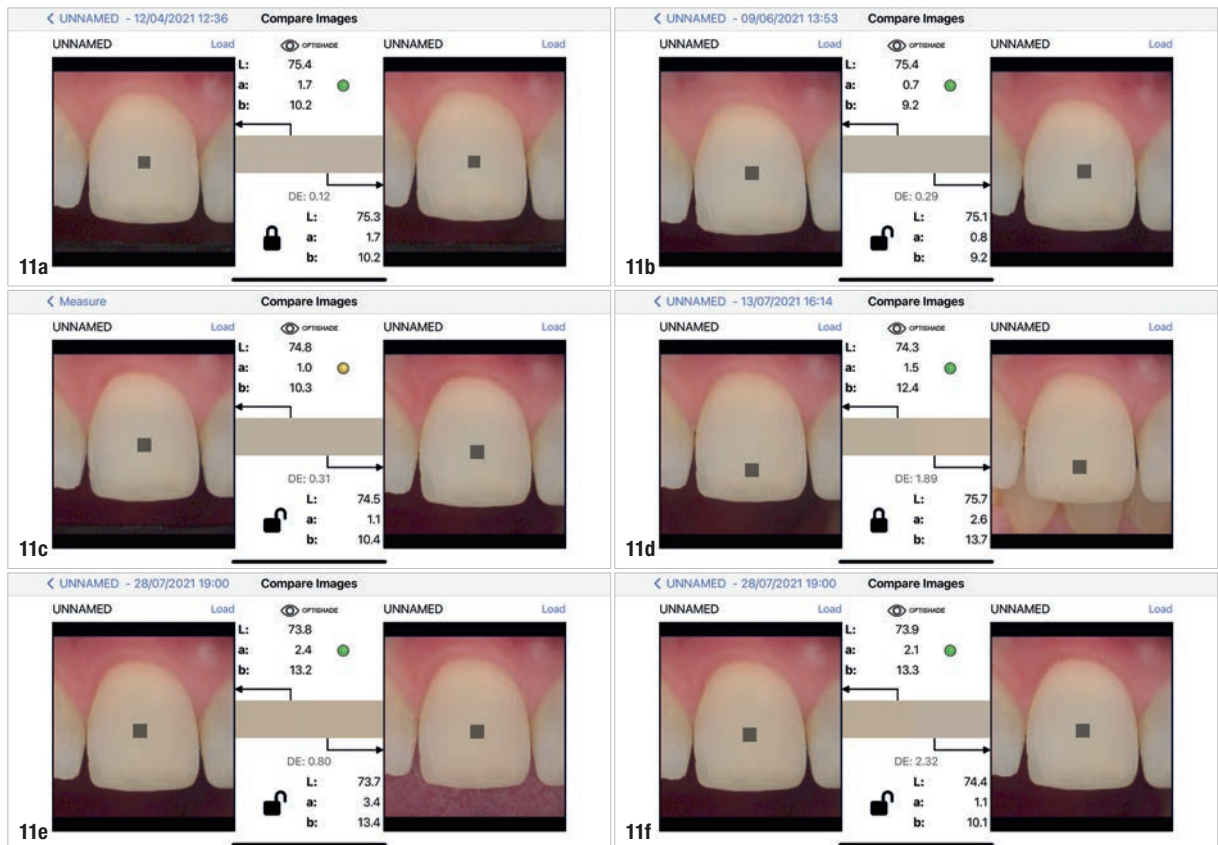 < UNNAMED - 12/04/2021 12:36 Compare Images
UNNAMED Load OPTISHADE UNNAMED Load
L: 75.4
a: 1.7
b: 10.2
DE: 0.12
L: 75.3
a: 1.7
b: 10.2
11a
< UNNAMED - 09/06/2021 13:53 Compare Images
UNNAMED Load OPTISHADE UNNAMED Load
L: 75.4
a: 0.7
b: 9.2
DE: 0.29
L: 75.1
a: 0.8
b: 9.2
11b
< Measure Compare Images
UNNAMED Load OPTISHADE UNNAMED Load
L: 74.8
a: 1.0
b: 10.3
DE: 0.31
L: 74.5
a: 1.1
b: 10.4
11c
< UNNAMED - 13/07/2021 16:14 Compare Images
UNNAMED Load OPTISHADE UNNAMED Load
L: 74.3
a: 1.5
b: 12.4
DE: 1.89
L: 75.7
a: 2.6
b: 13.7
11d
< UNNAMED - 28/07/2021 19:00 Compare Images
UNNAMED Load OPTISHADE UNNAMED Load
L: 73.8
a: 2.4
b: 13.2
DE: 0.80
L: 73.7
a: 3.4
b: 13.4
11e
< UNNAMED - 28/07/2021 19:00 Compare Images
UNNAMED Load OPTISHADE UNNAMED Load
L: 73.9
a: 2.1
b: 13.3
DE: 2.32
L: 74.4
a: 1.1
b: 10.1
11f